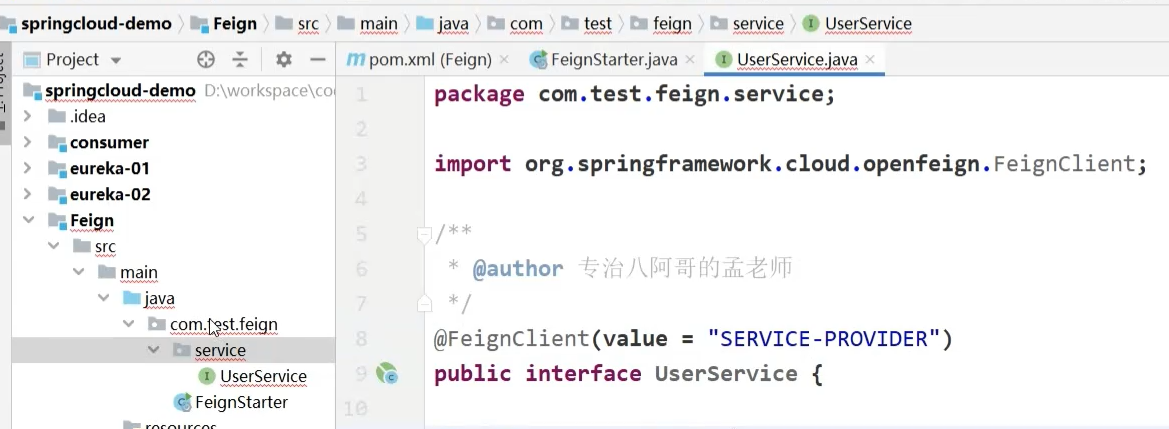 springcloud-demo Feign src main java com test feign service UserService
Project
pom.xml (Feign) FeignStarter.java UserService.java
springcloud-demo D:\workspace\co
.idea
consumer
eureka-01
eureka-02
Feign
src
main
java
com.test.feign
service
UserService
FeignStarter
resources
1 package com.test.feign.service;
2
3 import org.springframework.cloud.openfeign.FeignClient;
4
5 /**
6 * @author 专治八阿哥的孟老师
7 */
8 @FeignClient(value = "SERVICE-PROVIDER")
9 public interface UserService {
10